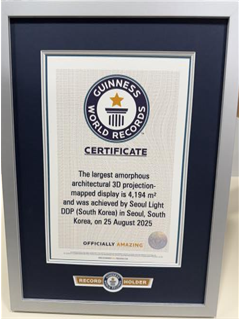 GUINNESS
WORLD RECORDS
CERTIFICATE
The largest amorphous
architectural 3D projection-
mapped display is 4,194 m²
and was achieved by Seoul Light
DDP (South Korea) in Seoul, South
Korea, on 25 August 2025
OFFICIALLY AMAZING
RECORD HOLDER